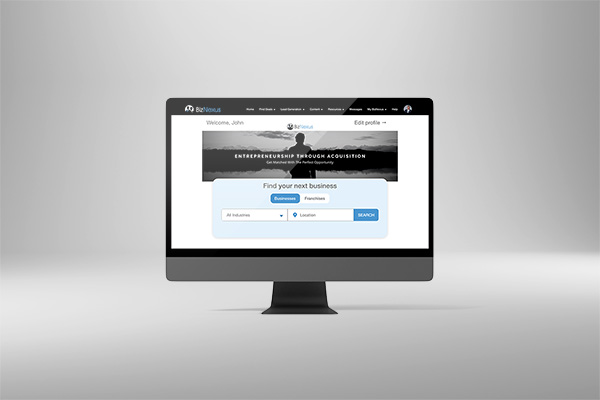 BizNexus
Home Find Deals Lead Generation Content Resources Messages My BizNexus Help
Welcome, John
BizNexus
Edit profile →
ENTREPRENEURSHIP THROUGH ACQUISITION
Get Matched With The Perfect Opportunity
Find your next business
Businesses Franchises
All Industries Location SEARCH